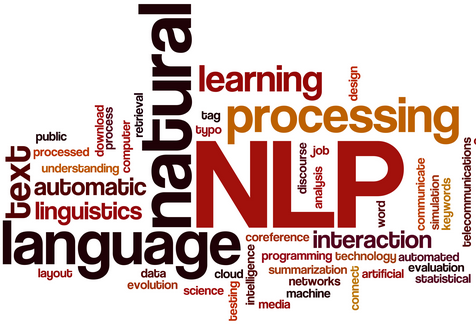 natural
learning
design
retrieval
download
process
computer
tag
typo
processing
public
processed
understanding
text
automatic
linguistics
NLP
discourse
job
analysis
word
communicate
simulation
keywords
telecommunications
language
coreference
interaction
intelligence
programming
technology
automated
layout
data
evolution
science
cloud
testing
media
summarization
networks
machine
connect
artificial
evaluation
statistical